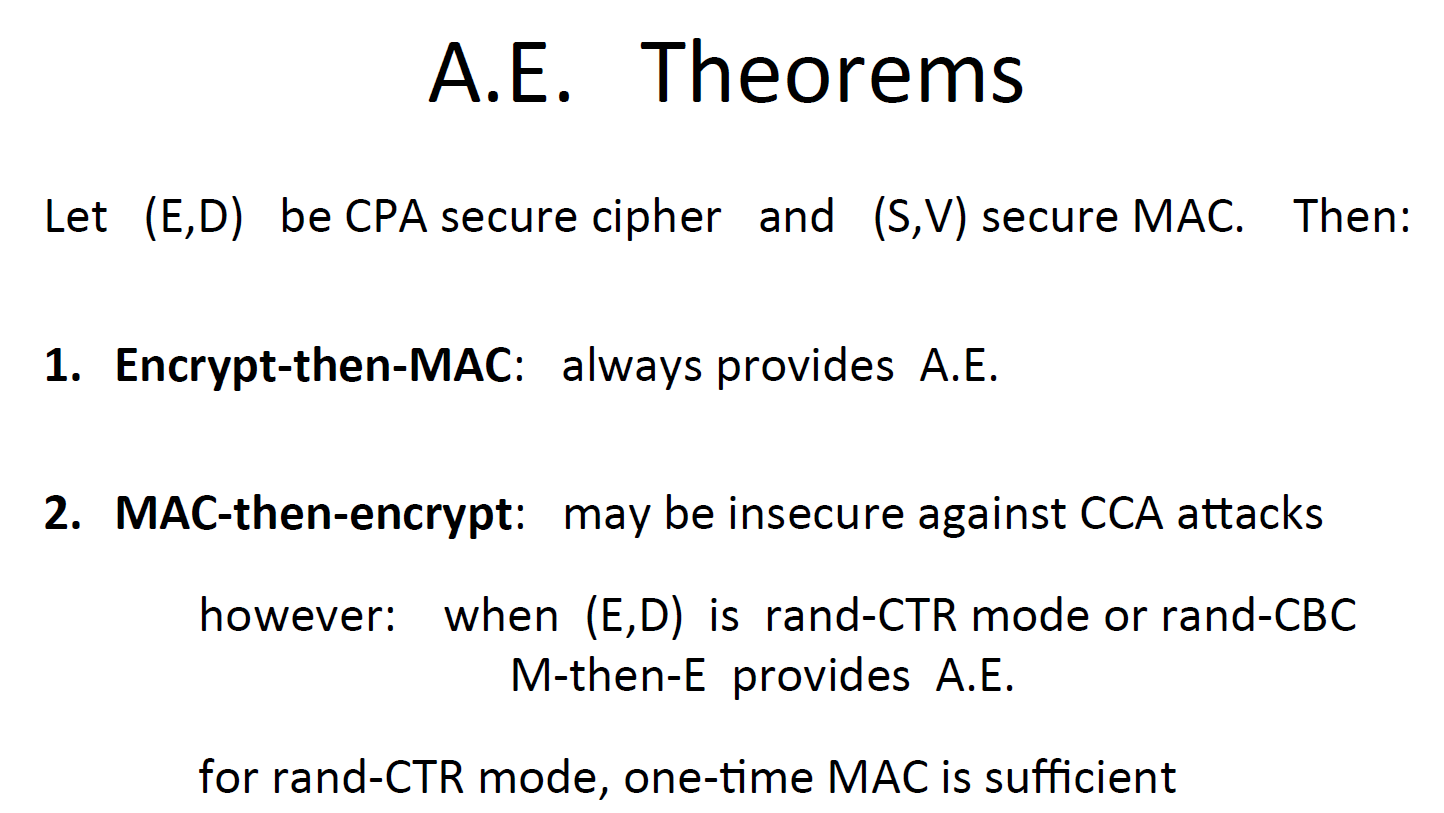 A.E. Theorems
Let (E,D) be CPA secure cipher and (S,V) secure MAC. Then:
1. Encrypt-then-MAC: always provides A.E.
2. MAC-then-encrypt: may be insecure against CCA attacks
however: when (E,D) is rand-CTR mode or rand-CBC
M-then-E provides A.E.
for rand-CTR mode, one-time MAC is sufficient